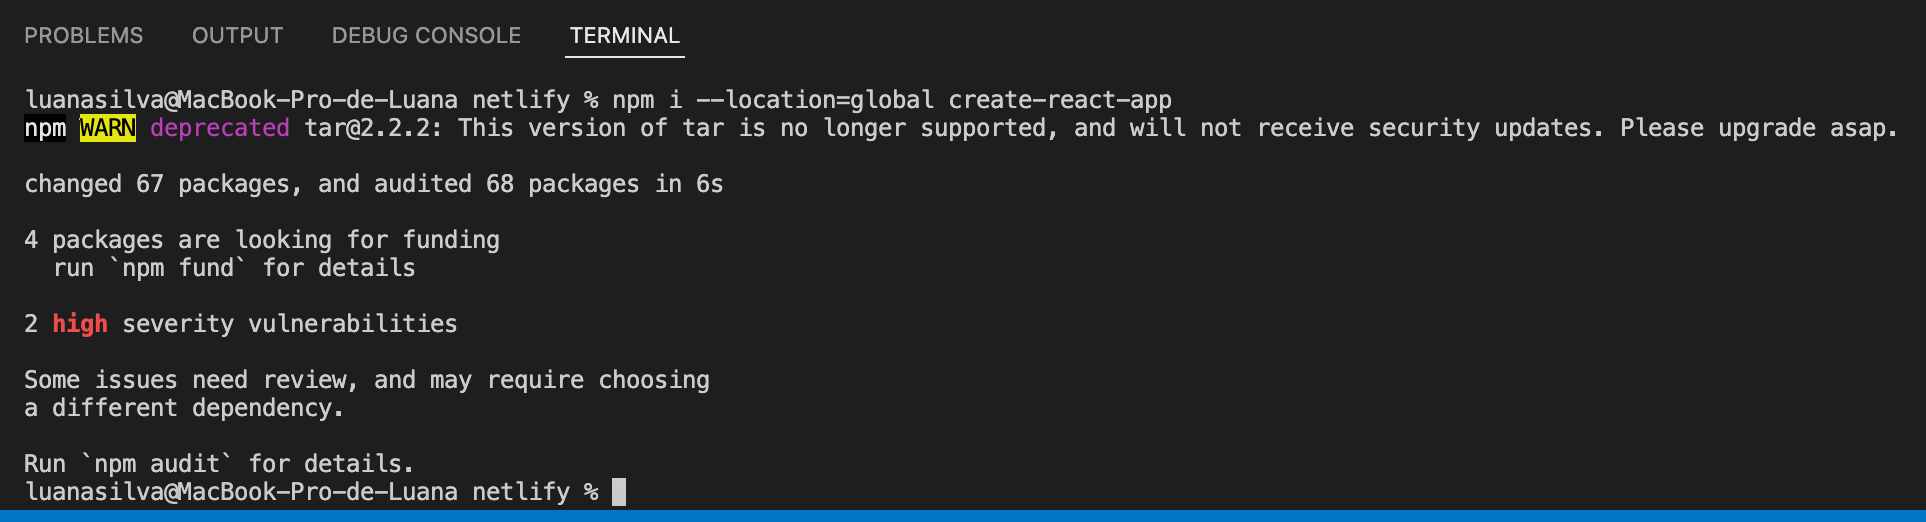 PROBLEMS OUTPUT DEBUG CONSOLE TERMINAL
luanasilva@MacBook-Pro-de-Luana netlify % npm i --location=global create-react-app
npm WARN deprecated tar@2.2.2: This version of tar is no longer supported, and will not receive security updates. Please upgrade asap.
changed 67 packages, and audited 68 packages in 6s
4 packages are looking for funding
  run `npm fund` for details
2 high severity vulnerabilities
Some issues need review, and may require choosing
a different dependency.
Run `npm audit` for details.
luanasilva@MacBook-Pro-de-Luana netlify %